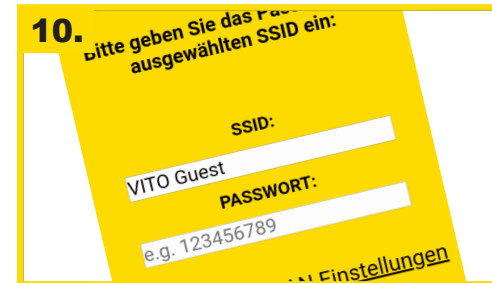 10.
Bitte geben Sie das
ausgewählten SSID ein:
SSID:
VITO Guest
PASSWORT:
e.g. 123456789
Einstellungen